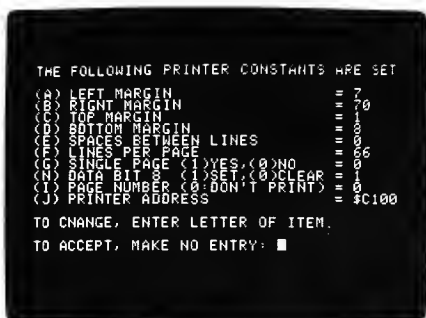 THE FOLLOWING PRINTER CONSTANTS ARE SET
(A) LEFT MARGIN = 7
(B) RIGHT MARGIN = 70
(C) TOP MARGIN = 1
(D) BOTTOM MARGIN = 8
(E) SPACES BETWEEN LINES = 0
(F) LINES PER PAGE = 66
(G) SINGLE PAGE (1)YES,(0)NO = 0
(H) DATA BIT 8 (1)SET,(0)CLEAR = 1
(I) PAGE NUMBER (0:DON'T PRINT) = 0
(J) PRINTER ADDRESS = $C100
TO CHANGE, ENTER LETTER OF ITEM.
TO ACCEPT, MAKE NO ENTRY: